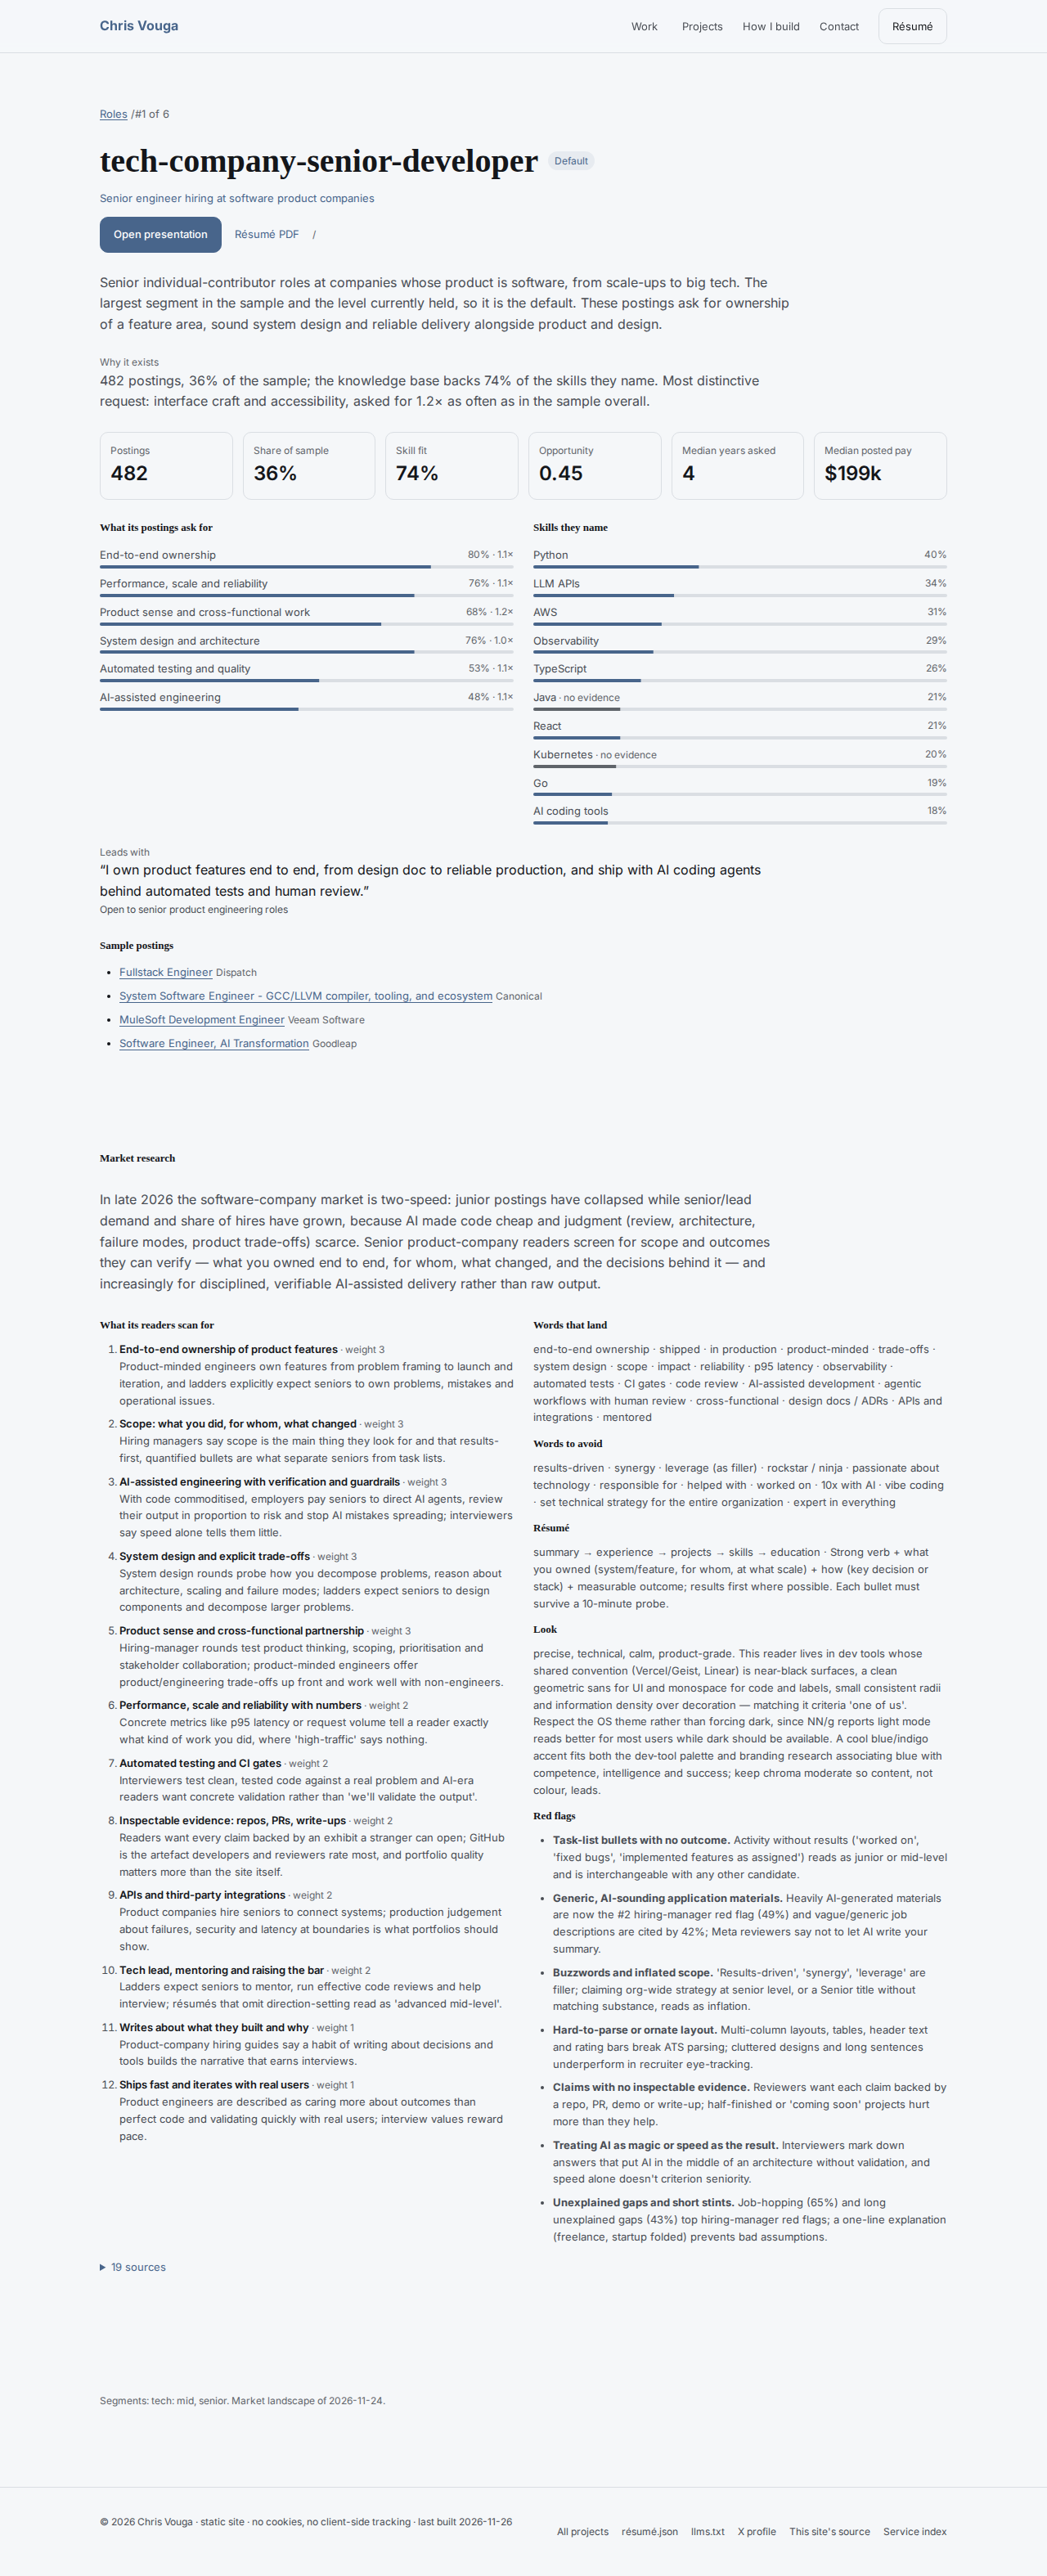 Chris Vouga
Work Projects How I build Contact Résumé
Roles /#1 of 6
tech-company-senior-developer Default
Senior engineer hiring at software product companies
Open presentation Résumé PDF /
Senior individual-contributor roles at companies whose product is software, from scale-ups to big tech. The
largest segment in the sample and the level currently held, so it is the default. These postings ask for ownership
of a feature area, sound system design and reliable delivery alongside product and design.
Why it exists
482 postings, 36% of the sample; the knowledge base backs 74% of the skills they name. Most distinctive
request: interface craft and accessibility, asked for 1.2× as often as in the sample overall.
Postings
482
Share of sample
36%
Skill fit
74%
Opportunity
0.45
Median years asked
4
Median posted pay
$199k
What its postings ask for
End-to-end ownership 80% · 1.1×
Performance, scale and reliability 76% · 1.1×
Product sense and cross-functional work 68% · 1.2×
System design and architecture 76% · 1.0×
Automated testing and quality 53% · 1.1×
AI-assisted engineering 48% · 1.1×
Skills they name
Python 40%
LLM APIs 34%
AWS 31%
Observability 29%
TypeScript 26%
Java · no evidence 21%
React 21%
Kubernetes · no evidence 20%
Go 19%
AI coding tools 18%
Leads with
“I own product features end to end, from design doc to reliable production, and ship with AI coding agents
behind automated tests and human review.”
Open to senior product engineering roles
Sample postings
• Fullstack Engineer Dispatch
• System Software Engineer - GCC/LLVM compiler, tooling, and ecosystem Canonical
• MuleSoft Development Engineer Veeam Software
• Software Engineer, AI Transformation Goodleap
Market research
In late 2026 the software-company market is two-speed: junior postings have collapsed while senior/lead
demand and share of hires have grown, because AI made code cheap and judgment (review, architecture,
failure modes, product trade-offs) scarce. Senior product-company readers screen for scope and outcomes
they can verify — what you owned end to end, for whom, what changed, and the decisions behind it — and
increasingly for disciplined, verifiable AI-assisted delivery rather than raw output.
What its readers scan for
1. End-to-end ownership of product features · weight 3
Product-minded engineers own features from problem framing to launch and
iteration, and ladders explicitly expect seniors to own problems, mistakes and
operational issues.
2. Scope: what you did, for whom, what changed · weight 3
Hiring managers say scope is the main thing they look for and that results-
first, quantified bullets are what separate seniors from task lists.
3. AI-assisted engineering with verification and guardrails · weight 3
With code commoditised, employers pay seniors to direct AI agents, review
their output in proportion to risk and stop AI mistakes spreading; interviewers
say speed alone tells them little.
4. System design and explicit trade-offs · weight 3
System design rounds probe how you decompose problems, reason about
architecture, scaling and failure modes; ladders expect seniors to design
components and decompose larger problems.
5. Product sense and cross-functional partnership · weight 3
Hiring-manager rounds test product thinking, scoping, prioritisation and
stakeholder collaboration; product-minded engineers offer
product/engineering trade-offs up front and work well with non-engineers.
6. Performance, scale and reliability with numbers · weight 2
Concrete metrics like p95 latency or request volume tell a reader exactly
what kind of work you did, where 'high-traffic' says nothing.
7. Automated testing and CI gates · weight 2
Interviewers test clean, tested code against a real problem and AI-era
readers want concrete validation rather than 'we'll validate the output'.
8. Inspectable evidence: repos, PRs, write-ups · weight 2
Readers want every claim backed by an exhibit a stranger can open; GitHub
is the artefact developers and reviewers rate most, and portfolio quality
matters more than the site itself.
9. APIs and third-party integrations · weight 2
Product companies hire seniors to connect systems; production judgement
about failures, security and latency at boundaries is what portfolios should
show.
10. Tech lead, mentoring and raising the bar · weight 2
Ladders expect seniors to mentor, run effective code reviews and help
interview; résumés that omit direction-setting read as 'advanced mid-level'.
11. Writes about what they built and why · weight 1
Product-company hiring guides say a habit of writing about decisions and
tools builds the narrative that earns interviews.
12. Ships fast and iterates with real users · weight 1
Product engineers are described as caring more about outcomes than
perfect code and validating quickly with real users; interview values reward
pace.
Words that land
end-to-end ownership · shipped · in production · product-minded · trade-offs ·
system design · scope · impact · reliability · p95 latency · observability ·
automated tests · CI gates · code review · AI-assisted development · agentic
workflows with human review · cross-functional · design docs / ADRs · APIs and
integrations · mentored
Words to avoid
results-driven · synergy · leverage (as filler) · rockstar / ninja · passionate about
technology · responsible for · helped with · worked on · 10x with AI · vibe coding
· set technical strategy for the entire organization · expert in everything
Résumé
summary → experience → projects → skills → education · Strong verb + what
you owned (system/feature, for whom, at what scale) + how (key decision or
stack) + measurable outcome; results first where possible. Each bullet must
survive a 10-minute probe.
Look
precise, technical, calm, product-grade. This reader lives in dev tools whose
shared convention (Vercel/Geist, Linear) is near-black surfaces, a clean
geometric sans for UI and monospace for code and labels, small consistent radii
and information density over decoration — matching it criteria 'one of us'.
Respect the OS theme rather than forcing dark, since NN/g reports light mode
reads better for most users while dark should be available. A cool blue/indigo
accent fits both the dev-tool palette and branding research associating blue with
competence, intelligence and success; keep chroma moderate so content, not
colour, leads.
Red flags
• Task-list bullets with no outcome. Activity without results ('worked on',
'fixed bugs', 'implemented features as assigned') reads as junior or mid-level
and is interchangeable with any other candidate.
• Generic, AI-sounding application materials. Heavily AI-generated materials
are now the #2 hiring-manager red flag (49%) and vague/generic job
descriptions are cited by 42%; Meta reviewers say not to let AI write your
summary.
• Buzzwords and inflated scope. 'Results-driven', 'synergy', 'leverage' are
filler; claiming org-wide strategy at senior level, or a Senior title without
matching substance, reads as inflation.
• Hard-to-parse or ornate layout. Multi-column layouts, tables, header text
and rating bars break ATS parsing; cluttered designs and long sentences
underperform in recruiter eye-tracking.
• Claims with no inspectable evidence. Reviewers want each claim backed by
a repo, PR, demo or write-up; half-finished or 'coming soon' projects hurt
more than they help.
• Treating AI as magic or speed as the result. Interviewers mark down
answers that put AI in the middle of an architecture without validation, and
speed alone doesn't criterion seniority.
• Unexplained gaps and short stints. Job-hopping (65%) and long
unexplained gaps (43%) top hiring-manager red flags; a one-line explanation
(freelance, startup folded) prevents bad assumptions.
19 sources
Segments: tech: mid, senior. Market landscape of 2026-11-24.
© 2026 Chris Vouga · static site · no cookies, no client-side tracking · last built 2026-11-26
All projects résumé.json llms.txt X profile This site's source Service index